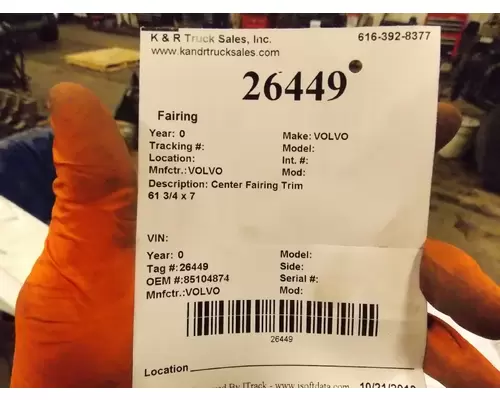 K & R Truck Sales, Inc. 616-392-8377
www.kandrtrucksales.com
26449
Fairing
Year: 0 Make: VOLVO
Tracking #: Model:
Location: Int. #:
Mnfctr.:VOLVO Mod:
Description: Center Fairing Trim
61 3/4 x 7
VIN:
Year: 0 Model:
Tag #:26449 Side:
OEM #:85104874 Serial #:
Mnfctr.:VOLVO Mod:
26449
Location
By ITrack - www.isoftdata.com